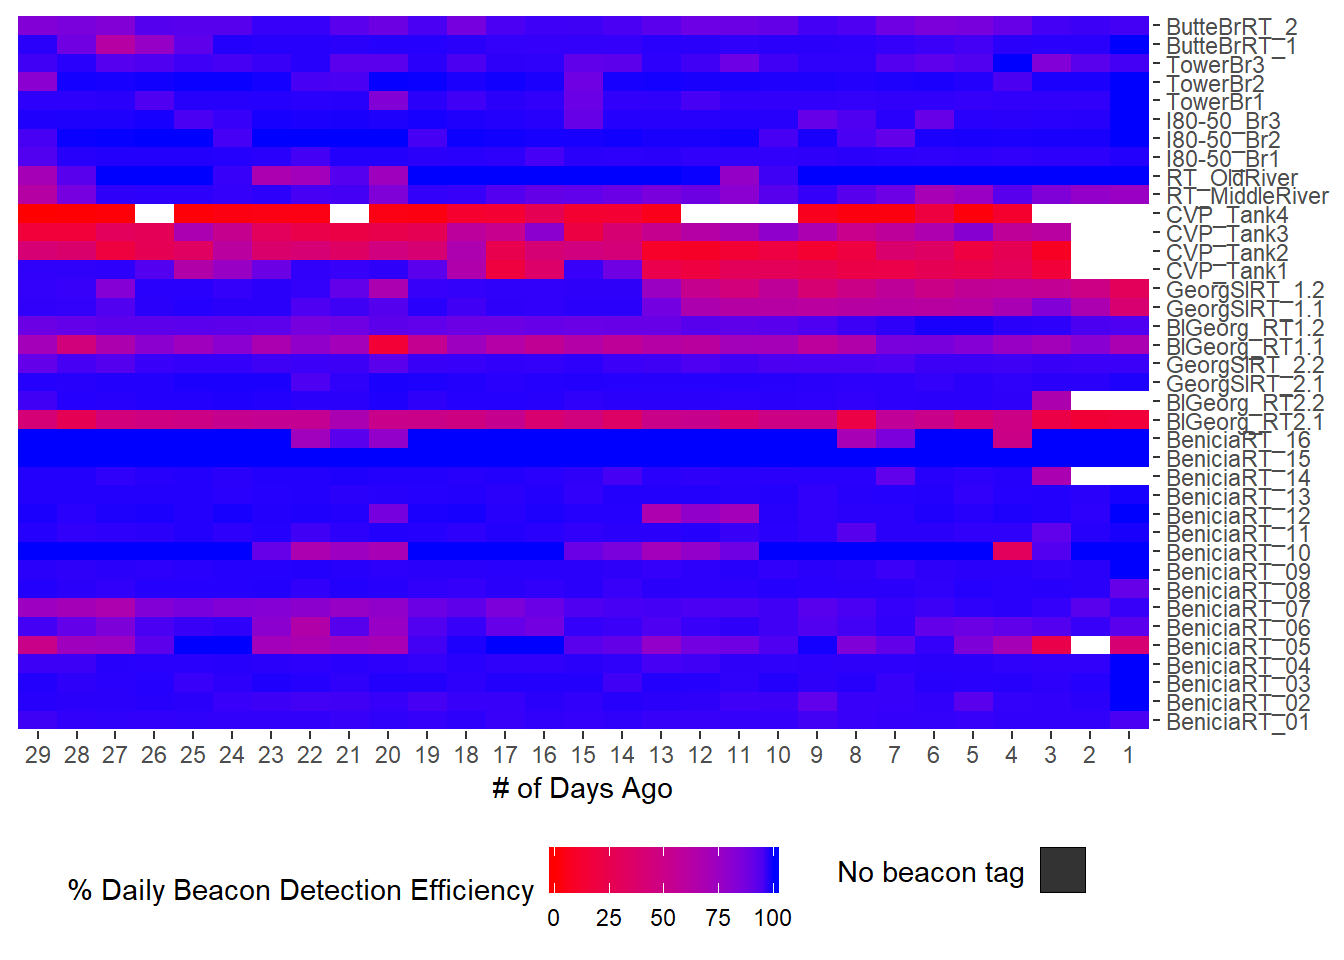 ButteBrRT_2
ButteBrRT_1
TowerBr3
TowerBr2
TowerBr1
I80-50_Br3
I80-50_Br2
I80-50_Br1
RT_OldRiver
RT_MiddleRiver
CVP_Tank4
CVP_Tank3
CVP_Tank2
CVP_Tank1
GeorgSlRT_1.2
GeorgSlRT_1.1
BlGeorg_RT1.2
BlGeorg_RT1.1
GeorgSlRT_2.2
GeorgSlRT_2.1
BlGeorg_RT2.2
BlGeorg_RT2.1
BeniciaRT_16
BeniciaRT_15
BeniciaRT_14
BeniciaRT_13
BeniciaRT_12
BeniciaRT_11
BeniciaRT_10
BeniciaRT_09
BeniciaRT_08
BeniciaRT_07
BeniciaRT_06
BeniciaRT_05
BeniciaRT_04
BeniciaRT_03
BeniciaRT_02
BeniciaRT_01
29 28 27 26 25 24 23 22 21 20 19 18 17 16 15 14 13 12 11 10 9 8 7 6 5 4 3 2 1
# of Days Ago
% Daily Beacon Detection Efficiency
0 25 50 75 100
No beacon tag